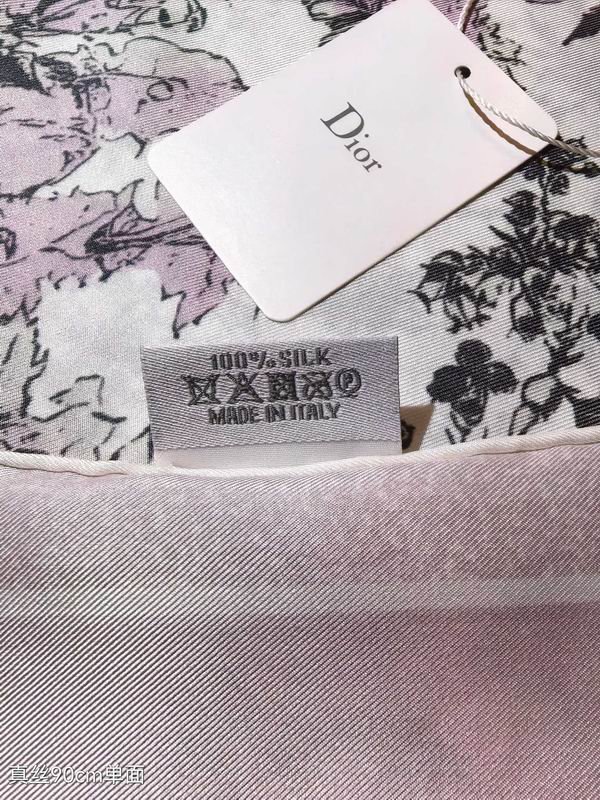 Dior
100% SILK
MADE IN ITALY
真丝90cm单面